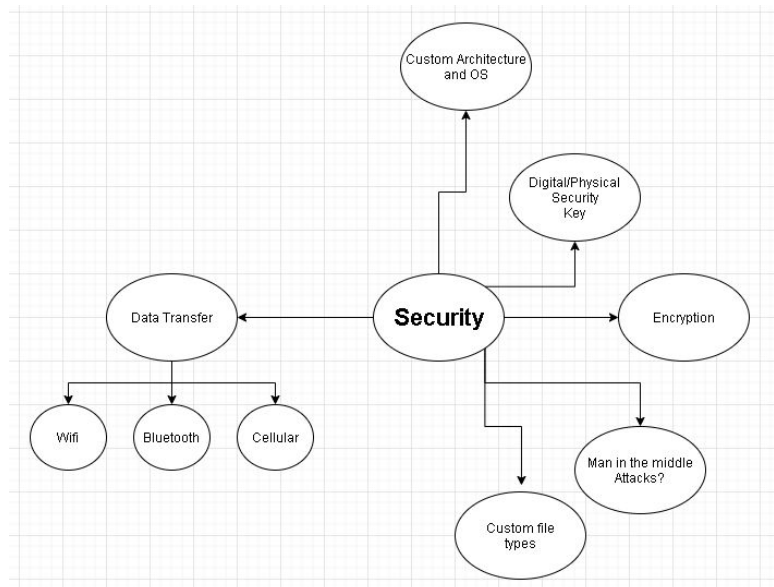 Custom Architecture
and OS
Digital/Physical
Security
Key
Data Transfer
Security
Encryption
Wifi
Bluetooth
Cellular
Man in the middle
Attacks?
Custom file
types